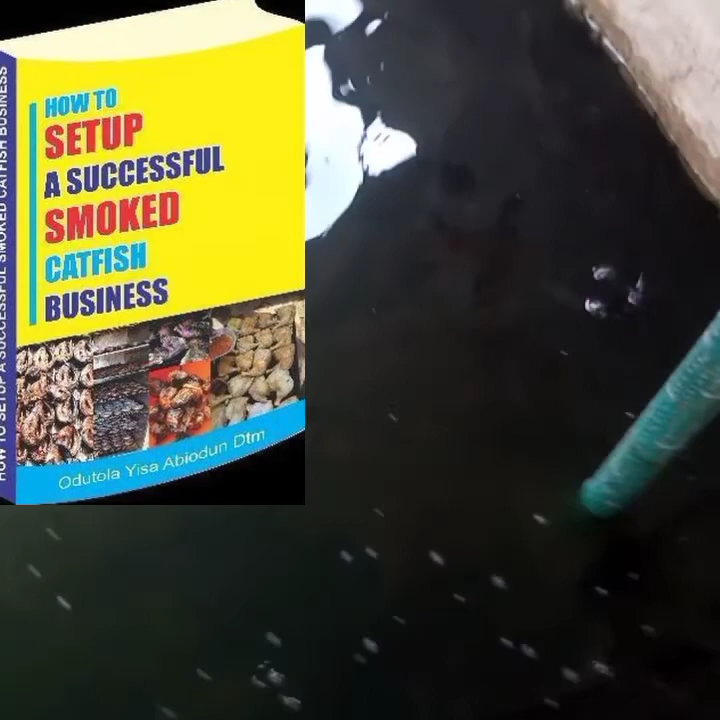 HOW TO
SETUP
A SUCCESSFUL
SMOKED
CATFISH
BUSINESS
Odutola Yisa Abiodun Dtm
HOW TO SETUP A SUCCESSFUL SMOKED CATFISH BUSINESS